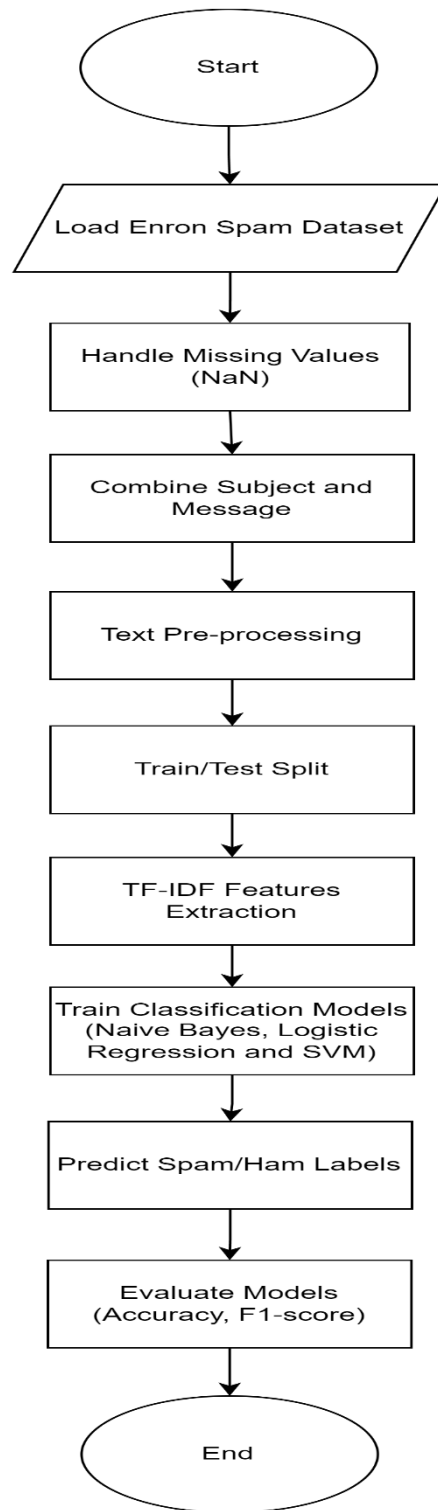 Start
Load Enron Spam Dataset
Handle Missing Values
(NaN)
Combine Subject and
Message
Text Pre-processing
Train/Test Split
TF-IDF Features
Extraction
Train Classification Models
(Naive Bayes, Logistic
Regression and SVM)
Predict Spam/Ham Labels
Evaluate Models
(Accuracy, F1-score)
End